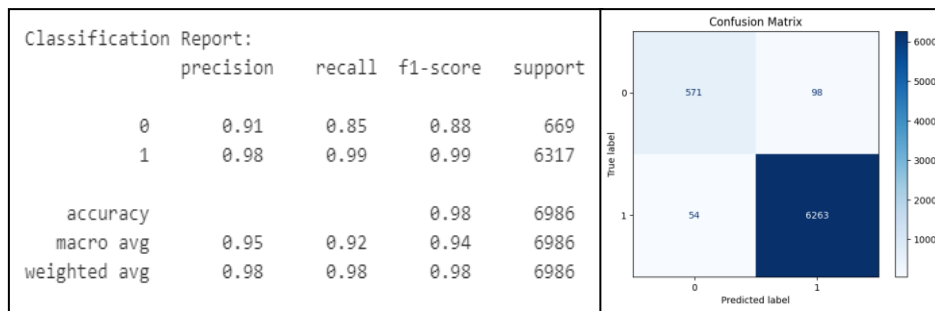 Classification Report:
precision recall f1-score support
0 0.91 0.85 0.88 669
1 0.98 0.99 0.99 6317
accuracy 0.98 6986
macro avg 0.95 0.92 0.94 6986
weighted avg 0.98 0.98 0.98 6986
Confusion Matrix
6000
5000
4000
3000
2000
1000
True label
0 571 98
1 54 6263
0 1
Predicted label